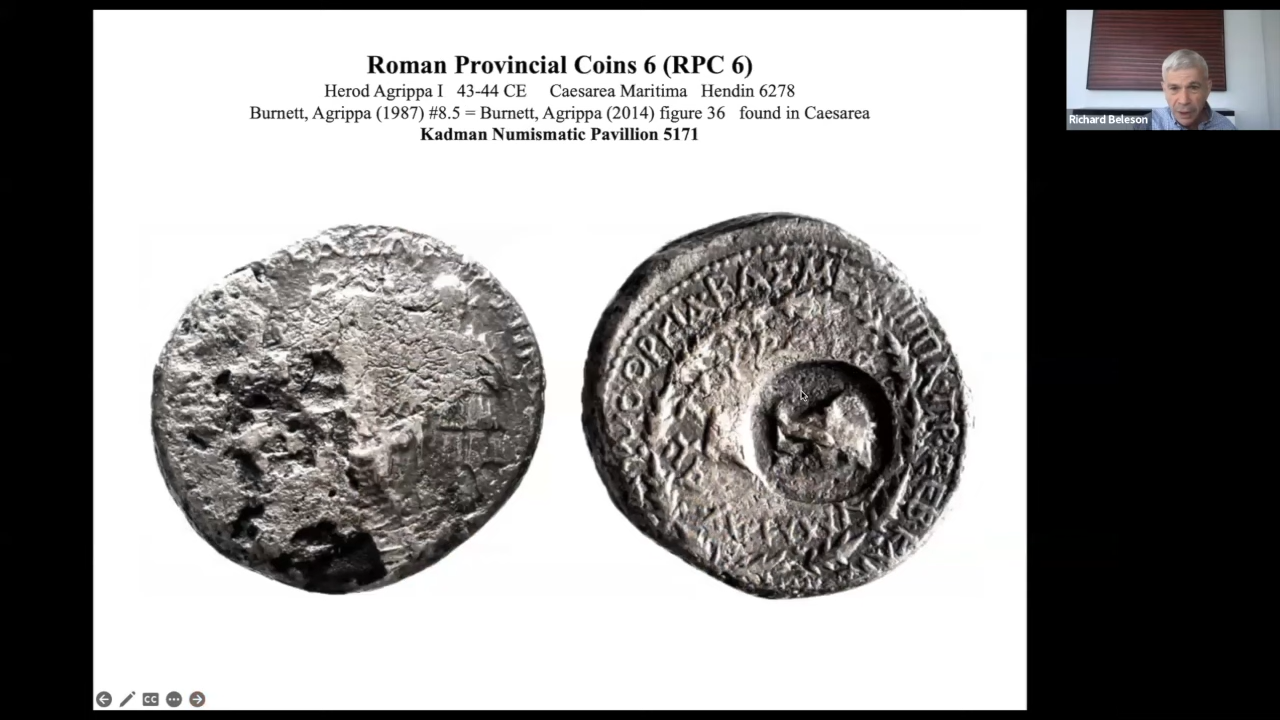 Roman Provincial Coins 6 (RPC 6)
Herod Agrippa I 43-44 CE Caesarea Maritima Hendin 6278
Burnett, Agrippa (1987) #8.5 = Burnett, Agrippa (2014) figure 36 found in Caesarea
Kadman Numismatic Pavillion 5171
Richard Beleson
CC